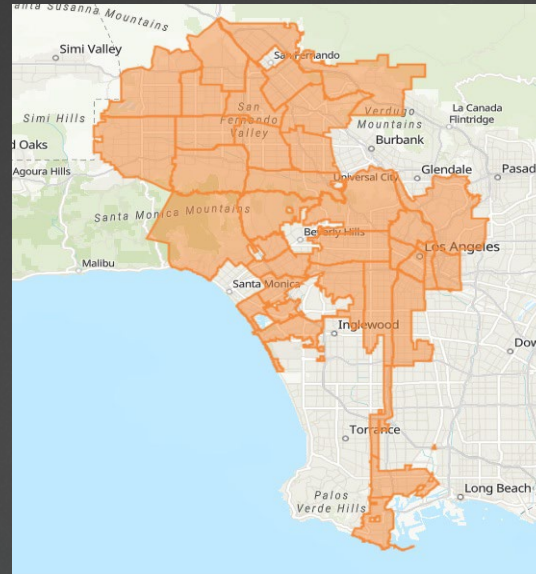 anta Susanna Mountains
Simi Valley
San Fernando
Simi Hills
San
Fernando
Valley
Verdugo
Mountains
La Canada
Flintridge
d Oaks
Burbank
Agoura Hills
Universal City
Glendale
Pasad
Santa Monica Mountains
Beverly Hills
Los Angeles
Malibu
Santa Monica
Inglewood
Dow
Torrance
Palos
Verde Hills
Long Beach